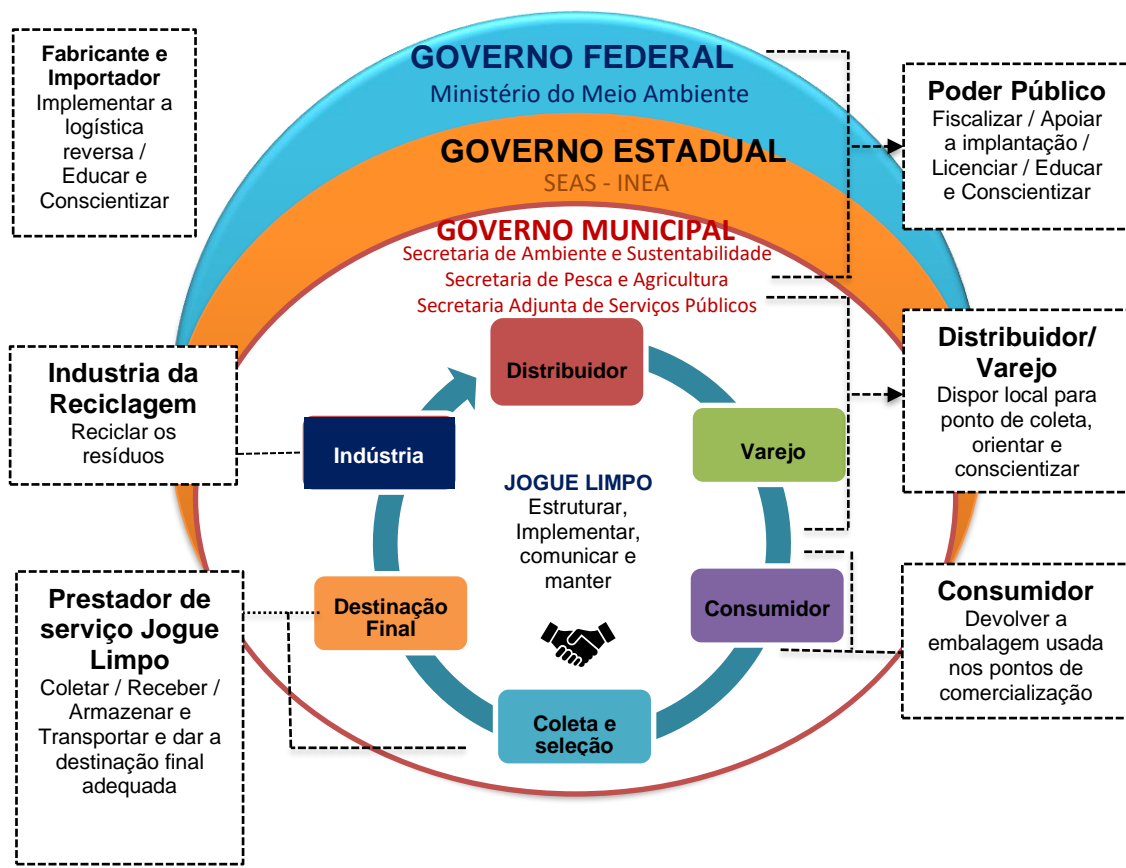 Fabricante e
Importador
Implementar a
logística
reversa /
Educar e
Conscientizar
GOVERNO FEDERAL
Ministério do Meio Ambiente
GOVERNO ESTADUAL
SEAS - INEA
GOVERNO MUNICIPAL
Secretaria de Ambiente e Sustentabilidade
Secretaria de Pesca e Agricultura
Secretaria Adjunta de Serviços Públicos
Poder Público
Fiscalizar / Apoiar
a implantação /
Licenciar / Educar
e Conscientizar
Industria da
Reciclagem
Reciclar os
resíduos
Distribuidor
Indústria
Varejo
JOGUE LIMPO
Estruturar,
Implementar,
comunicar e
manter
Distribuidor/
Varejo
Dispor local para
ponto de coleta,
orientar e
conscientizar
Prestador de
serviço Jogue
Limpo
Coletar / Receber /
Armazenar e
Transportar e dar a
destinação final
adequada
Destinação
Final
Consumidor
Coleta e
seleção
Consumidor
Devolver a
embalagem usada
nos pontos de
comercialização